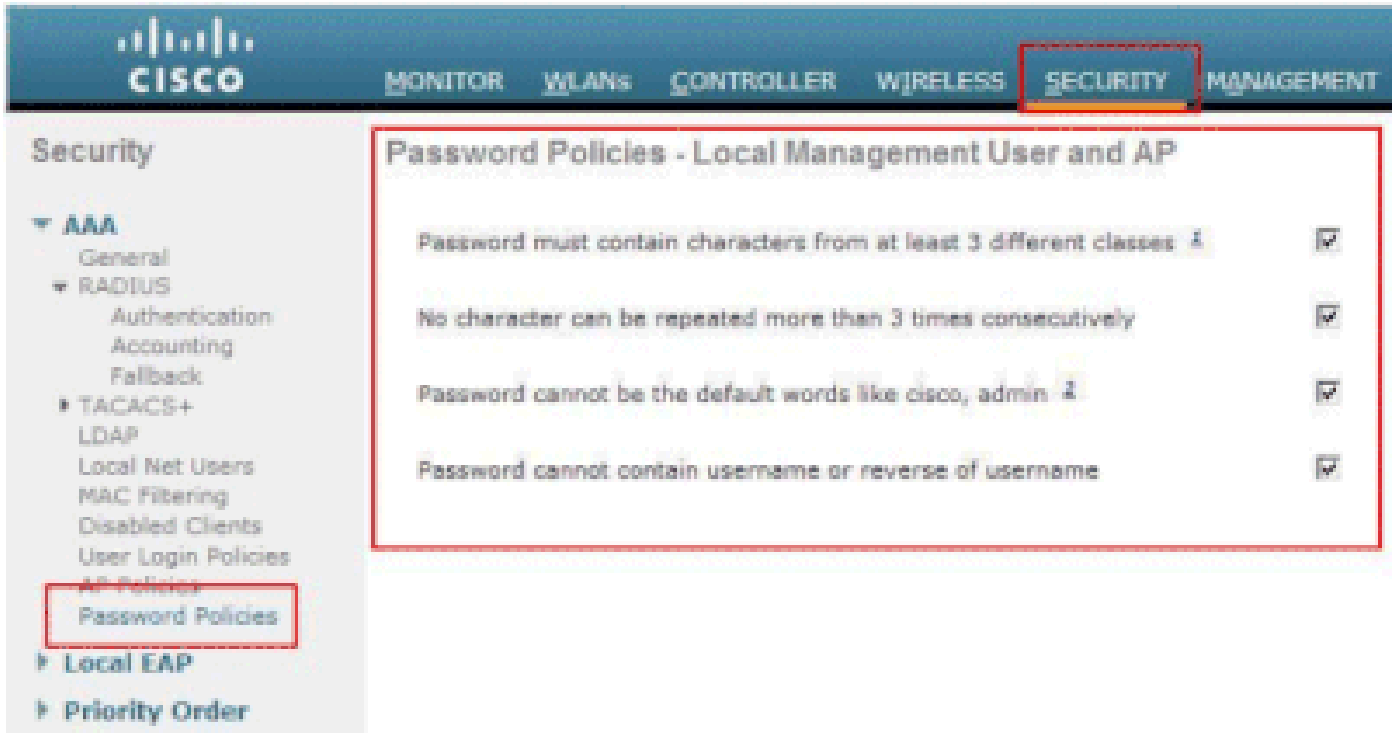 CISCO
MONITOR WLANs CONTROLLER WIRELESS SECURITY MANAGEMENT
Security
AAA
General
RADIUS
Authentication
Accounting
Fallback
TACACS+
LDAP
Local Net Users
MAC Filtering
Disabled Clients
User Login Policies
AP Policies
Password Policies
Local EAP
Priority Order
Password Policies - Local Management User and AP
Password must contain characters from at least 3 different classes 1
No character can be repeated more than 3 times consecutively
Password cannot be the default words like cisco, admin 2
Password cannot contain username or reverse of username